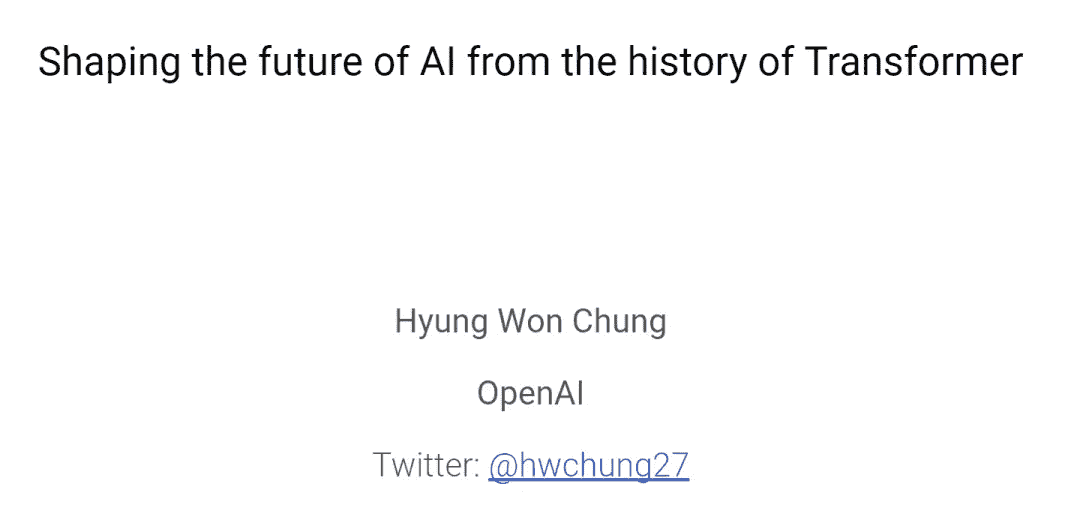 Shaping the future of AI from the history of Transformer
Hyung Won Chung
OpenAI
Twitter: @hwchung27